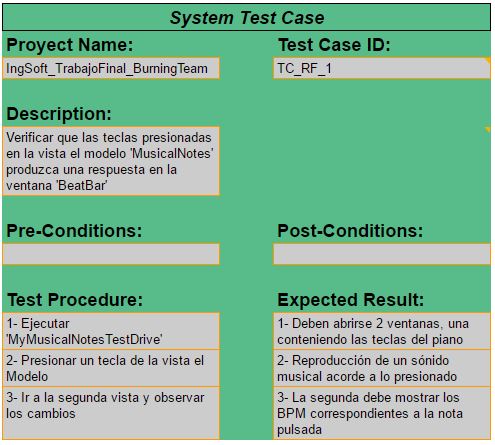 System Test Case
Proyect Name:
Test Case ID:
IngSoft_TrabajoFinal_BurningTeam
TC_RF_1
Description:
Verificar que las teclas presionadas
en la vista el modelo 'MusicalNotes'
produzca una respuesta en la
ventana 'BeatBar'
Pre-Conditions:
Post-Conditions:
Test Procedure:
Expected Result:
1- Ejecutar
'MyMusicalNotesTestDrive'
1- Deben abrirse 2 ventanas, una
conteniendo las teclas del piano
2- Presionar un tecla de la vista el
Modelo
2- Reproducción de un sónido
musical acorde a lo presionado
3- Ir a la segunda vista y observar
los cambios
3- La segunda debe mostrar los
BPM correspondientes a la nota
pulsada